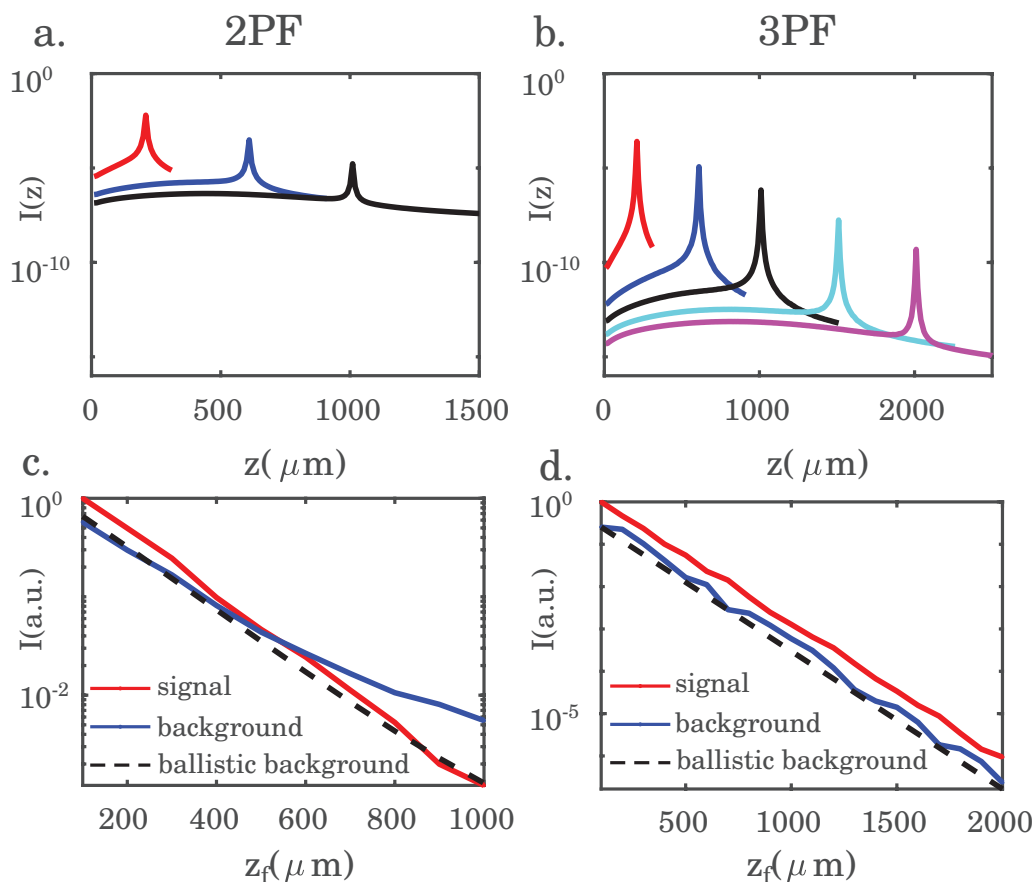 a. 2PF
b. 3PF
I(z)
10^0
10^-10
0 500 1000 1500
z( μm)
I(z)
10^0
10^-10
0 1000 2000
z( μm)
c.
I(a.u.)
10^0
10^-2
signal
background
ballistic background
200 400 600 800 1000
z_f(μm)
d.
I(a.u.)
10^0
10^-5
signal
background
ballistic background
500 1000 1500 2000
z_f(μm)